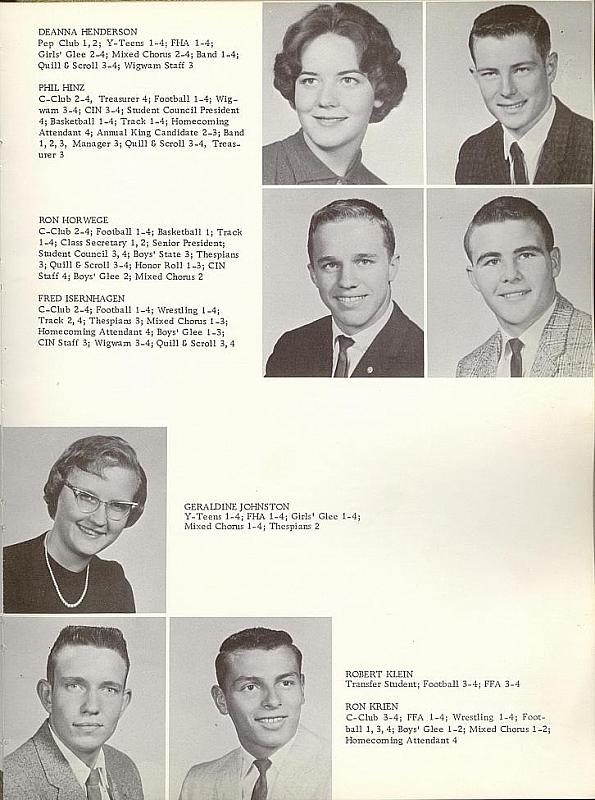 DEANNA HENDERSON
Pep Club 1, 2; Y-Teens 1-4; FHA 1-4;
Girls' Glee 2-4; Mixed Chorus 2-4; Band 1-4;
Quill & Scroll 3-4; Wigwam Staff 3
PHIL HINZ
C-Club 2-4, Treasurer 4; Football 1-4; Wig-
wam 3-4; CIN 3-4; Student Council President
4; Basketball 1-4; Track 1-4; Homecoming
Attendant 4; Annual King Candidate 2-3; Band
1, 2, 3, Manager 3; Quill & Scroll 3-4, Treas-
urer 3
RON HORWEGE
C-Club 2-4; Football 1-4; Basketball 1; Track
1-4; Class Secretary 1, 2; Senior President;
Student Council 3, 4; Boys' State 3; Thespians
3; Quill & Scroll 3-4; Honor Roll 1-3; CIN
Staff 4; Boys' Glee 2; Mixed Chorus 2
FRED ISERNHAGEN
C-Club 2-4; Football 1-4; Wrestling 1-4;
Track 2, 4; Thespians 3; Mixed Chorus 1-3;
Homecoming Attendant 4; Boys' Glee 1-3;
CIN Staff 3; Wigwam 3-4; Quill & Scroll 3, 4
GERALDINE JOHNSTON
Y-Teens 1-4; FHA 1-4; Girls' Glee 1-4;
Mixed Chorus 1-4; Thespians 2
ROBERT KLEIN
Transfer Student; Football 3-4; FFA 3-4
RON KRIEN
C-Club 3-4; FFA 1-4; Wrestling 1-4; Foot-
ball 1, 3, 4; Boys' Glee 1-2; Mixed Chorus 1-2;
Homecoming Attendant 4